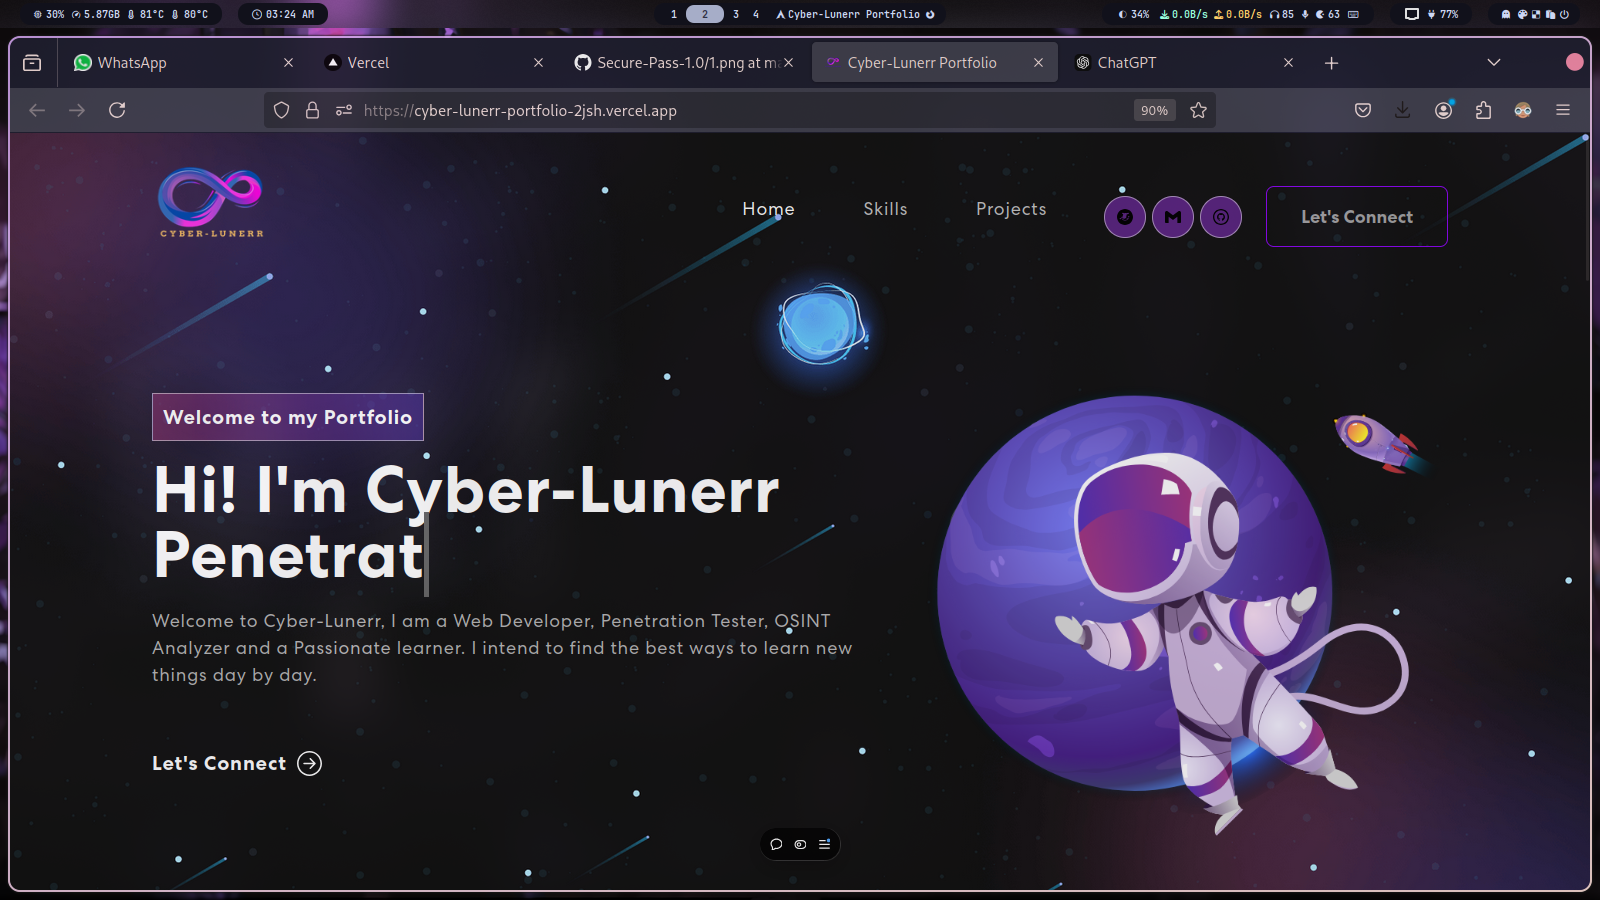 30% 5.87GB 81°C 80°C 03:24 AM 1 2 3 4 Cyber-Lunerr Portfolio 34% 0.0B/s 0.0B/s 85 63 77%
WhatsApp Vercel Secure-Pass-1.0/1.png at ma Cyber-Lunerr Portfolio ChatGPT
https://cyber-lunerr-portfolio-2jsh.vercel.app 90%
CYBER-LUNERR
Home Skills Projects Let's Connect
Welcome to my Portfolio
Hi! I'm Cyber-Lunerr
Penetrat
Welcome to Cyber-Lunerr, I am a Web Developer, Penetration Tester, OSINT
Analyzer and a Passionate learner. I intend to find the best ways to learn new
things day by day.
Let's Connect